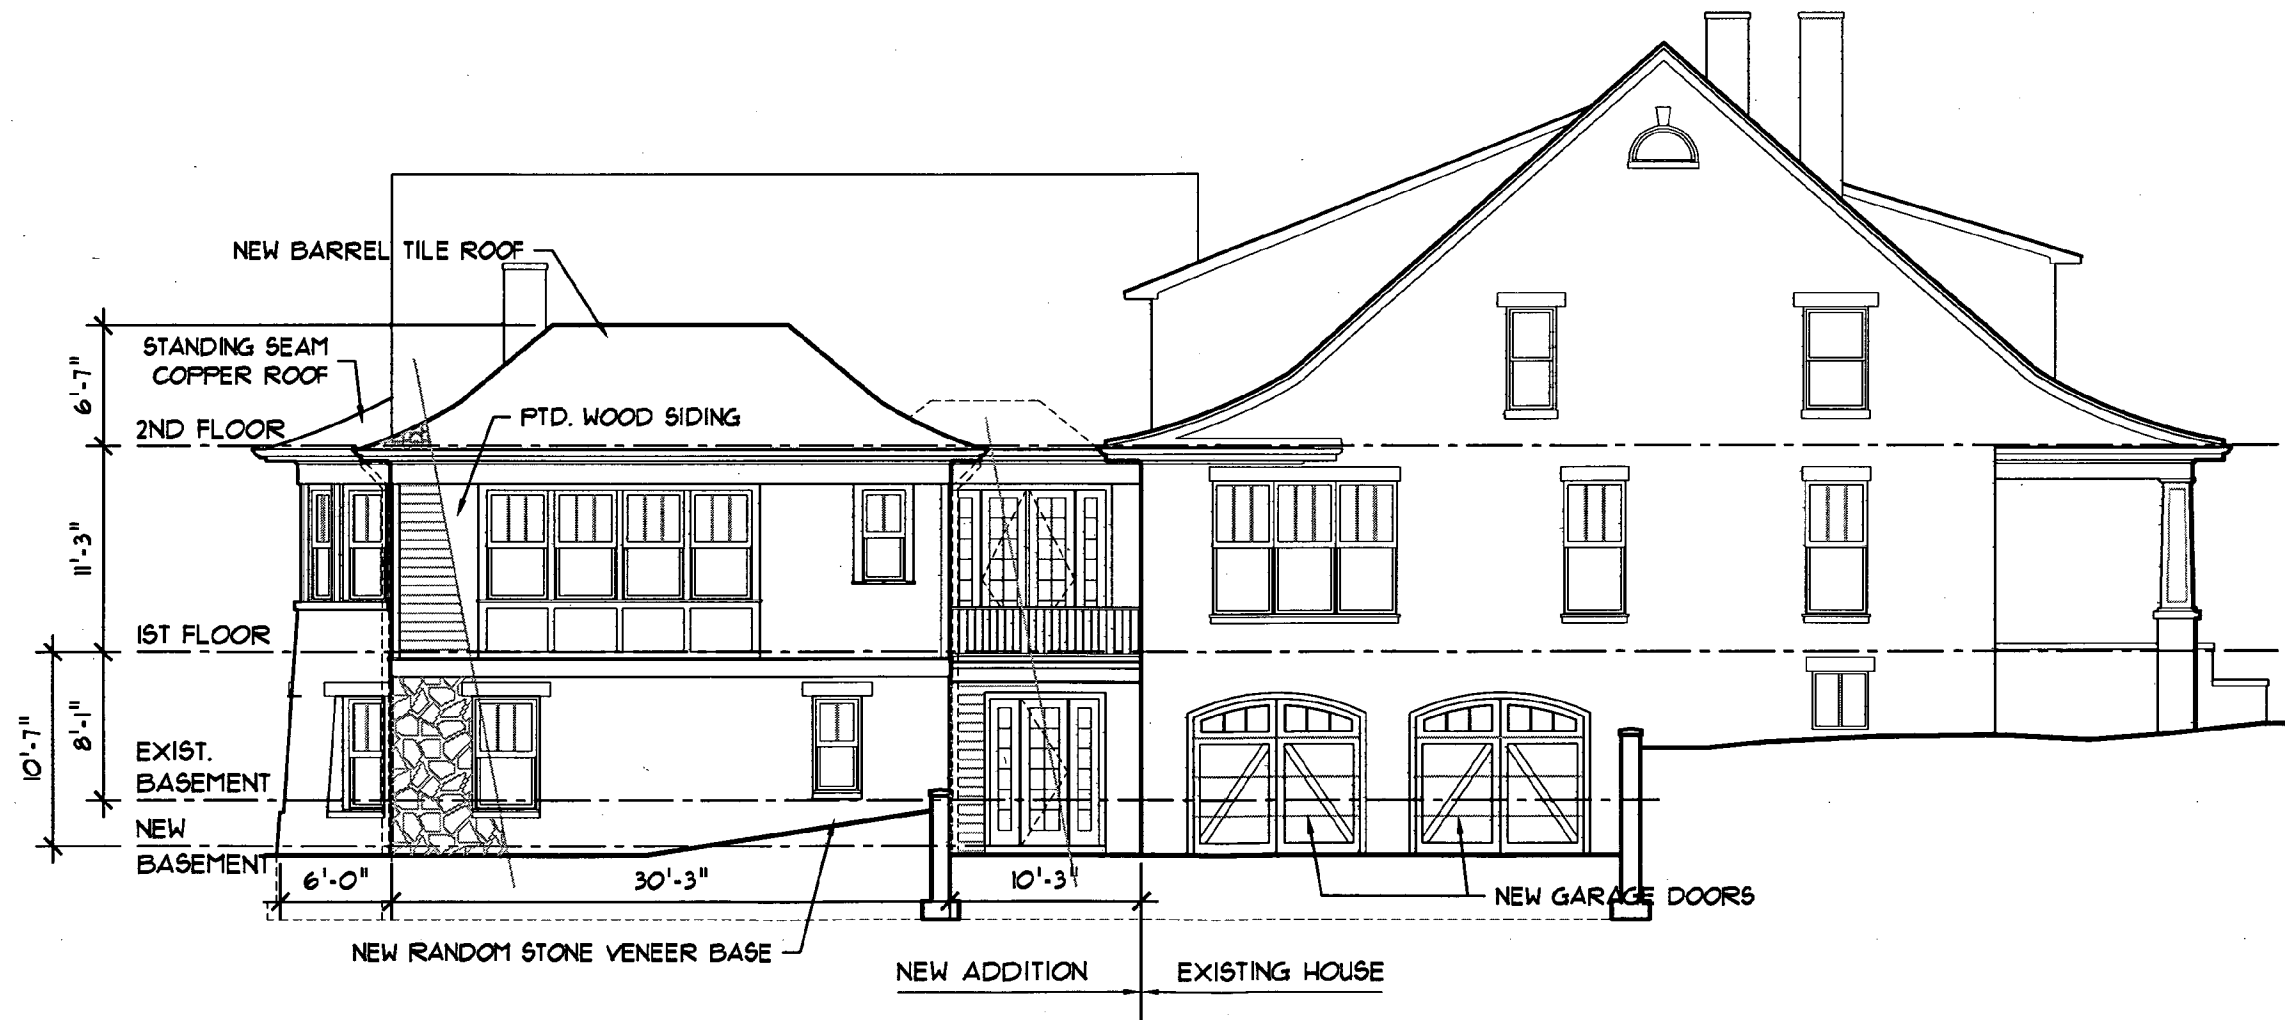 NEW BARREL TILE ROOF
STANDING SEAM
COPPER ROOF
6'-7"
2ND FLOOR
PTD. WOOD SIDING
11'-3"
1ST FLOOR
10'-7"
8'-1"
EXIST.
BASEMENT
NEW
BASEMENT
6'-0"
30'-3"
10'-3"
NEW GARAGE DOORS
NEW RANDOM STONE VENEER BASE
NEW ADDITION
EXISTING HOUSE